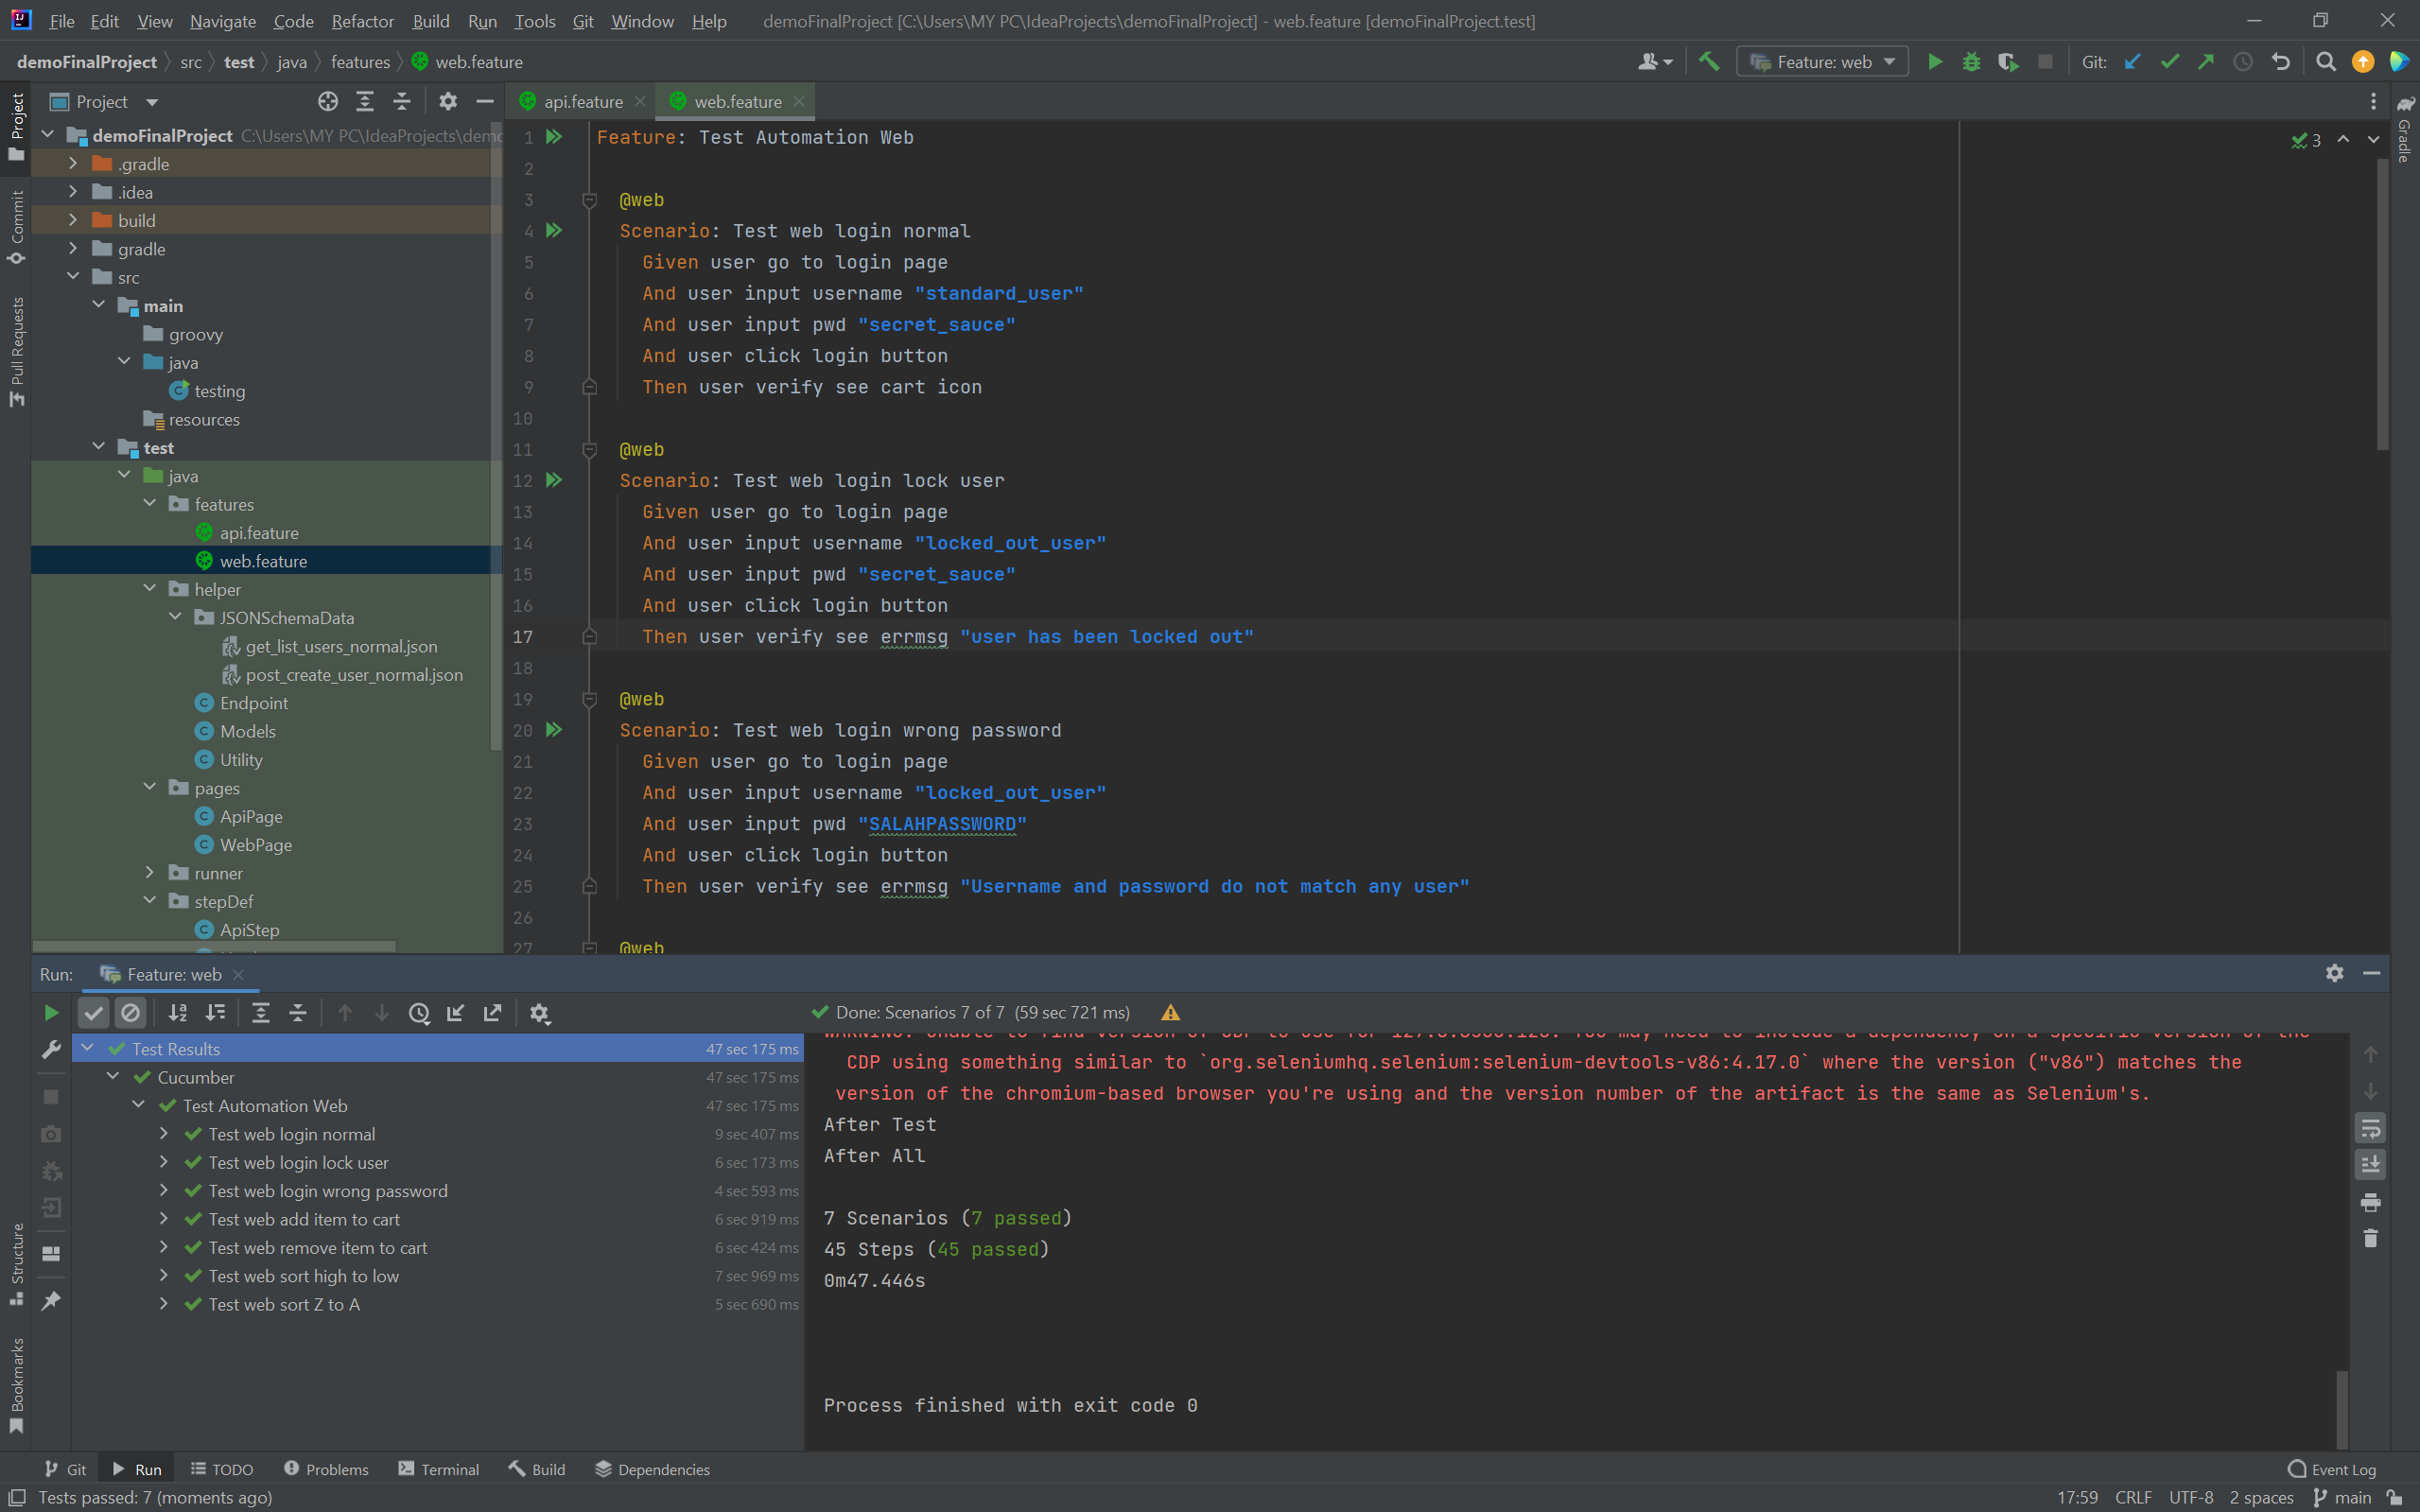 File Edit View Navigate Code Refactor Build Run Tools Git Window Help demoFinalProject [C:\Users\MY PC\IdeaProjects\demoFinalProject] - web.feature [demoFinalProject.test]
demoFinalProject src test java features web.feature
Feature: web Git:
Project
api.feature web.feature
demoFinalProject C:\Users\MY PC\IdeaProjects\demo
.gradle
.idea
build
gradle
src
main
groovy
java
testing
resources
test
java
features
api.feature
web.feature
helper
JSONSchemaData
get_list_users_normal.json
post_create_user_normal.json
Endpoint
Models
Utility
pages
ApiPage
WebPage
runner
stepDef
ApiStep
Project
Commit
Pull Requests
Structure
Bookmarks
Gradle
3
1 Feature: Test Automation Web
2
3 @web
4 Scenario: Test web login normal
5 Given user go to login page
6 And user input username "standard_user"
7 And user input pwd "secret_sauce"
8 And user click login button
9 Then user verify see cart icon
10
11 @web
12 Scenario: Test web login lock user
13 Given user go to login page
14 And user input username "locked_out_user"
15 And user input pwd "secret_sauce"
16 And user click login button
17 Then user verify see errmsg "user has been locked out"
18
19 @web
20 Scenario: Test web login wrong password
21 Given user go to login page
22 And user input username "locked_out_user"
23 And user input pwd "SALAHPASSWORD"
24 And user click login button
25 Then user verify see errmsg "Username and password do not match any user"
26
27 @web
Run: Feature: web
Done: Scenarios 7 of 7 (59 sec 721 ms)
Test Results 47 sec 175 ms
Cucumber 47 sec 175 ms
Test Automation Web 47 sec 175 ms
Test web login normal 9 sec 407 ms
Test web login lock user 6 sec 173 ms
Test web login wrong password 4 sec 593 ms
Test web add item to cart 6 sec 919 ms
Test web remove item to cart 6 sec 424 ms
Test web sort high to low 7 sec 969 ms
Test web sort Z to A 5 sec 690 ms
CDP using something similar to `org.seleniumhq.selenium:selenium-devtools-v86:4.17.0` where the version ("v86") matches the
version of the chromium-based browser you're using and the version number of the artifact is the same as Selenium's.
After Test
After All
7 Scenarios (7 passed)
45 Steps (45 passed)
0m47.446s
Process finished with exit code 0
Git Run TODO Problems Terminal Build Dependencies Event Log
Tests passed: 7 (moments ago) 17:59 CRLF UTF-8 2 spaces main